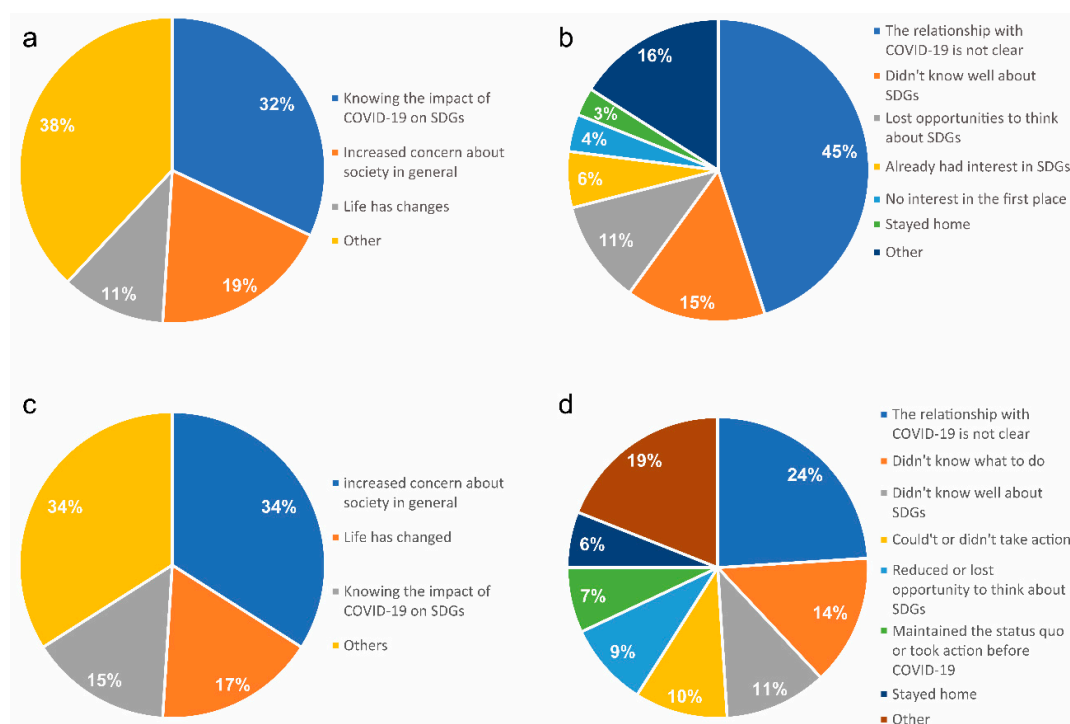 a
32%
19%
11%
38%
Knowing the impact of
COVID-19 on SDGs
Increased concern about
society in general
Life has changes
Other
b
45%
15%
11%
6%
4%
3%
16%
The relationship with
COVID-19 is not clear
Didn't know well about
SDGs
Lost opportunities to think
about SDGs
Already had interest in SDGs
No interest in the first place
Stayed home
Other
c
34%
17%
15%
34%
increased concern about
society in general
Life has changed
Knowing the impact of
COVID-19 on SDGs
Others
d
24%
14%
11%
10%
9%
7%
6%
19%
The relationship with
COVID-19 is not clear
Didn't know what to do
Didn't know well about
SDGs
Could't or didn't take action
Reduced or lost
opportunity to think about
SDGs
Maintained the status quo
or took action before
COVID-19
Stayed home
Other